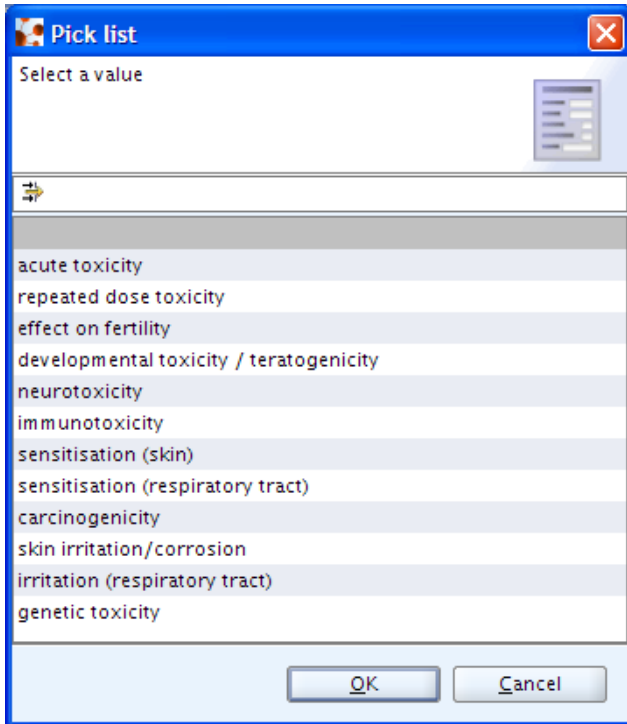 Pick list
Select a value
acute toxicity
repeated dose toxicity
effect on fertility
developmental toxicity / teratogenicity
neurotoxicity
immunotoxicity
sensitisation (skin)
sensitisation (respiratory tract)
carcinogenicity
skin irritation/corrosion
irritation (respiratory tract)
genetic toxicity
OK Cancel